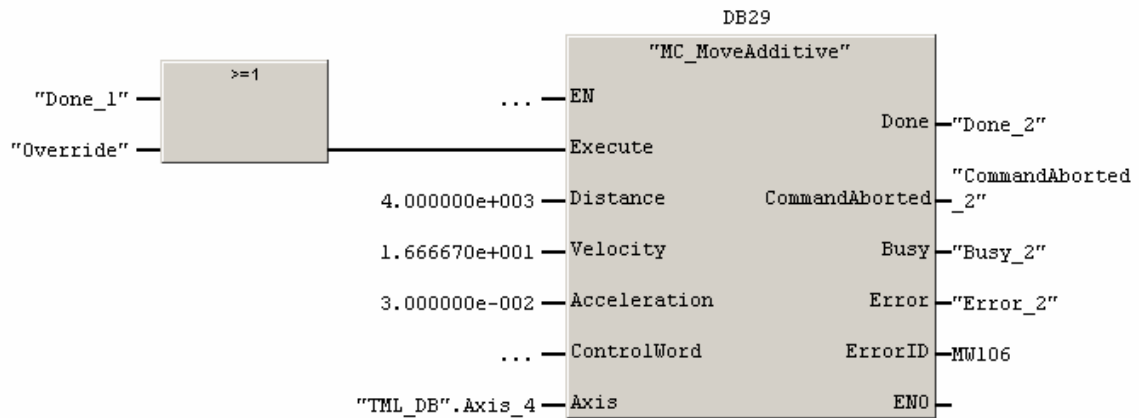 DB29
"MC_MoveAdditive"
>=1
"Done_1"
... EN
Done "Done_2"
"Override"
Execute
"CommandAborted
4.000000e+003 Distance CommandAborted _2"
1.666670e+001 Velocity Busy "Busy_2"
3.000000e-002 Acceleration Error "Error_2"
... ControlWord ErrorID MW106
"TML_DB".Axis_4 Axis ENO